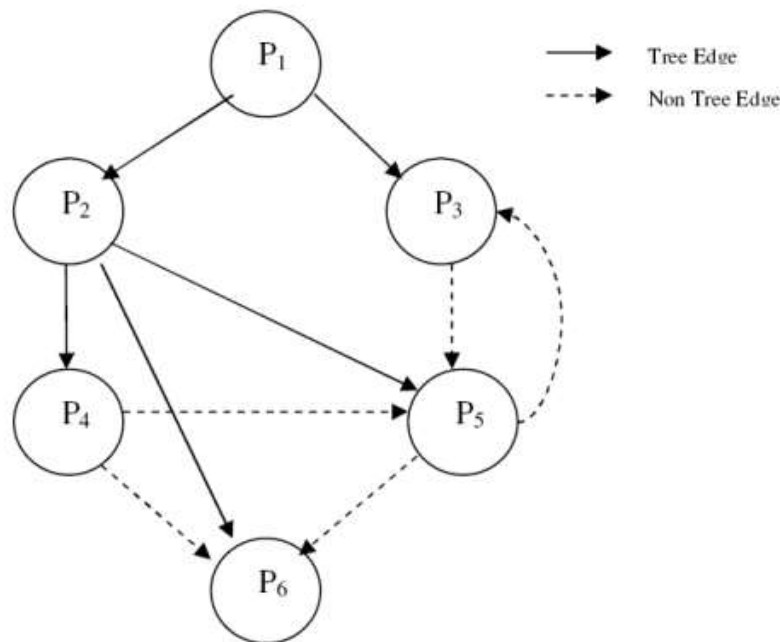 P₁
Tree Edge
Non Tree Edge
P₂
P₃
P₄
P₅
P₆